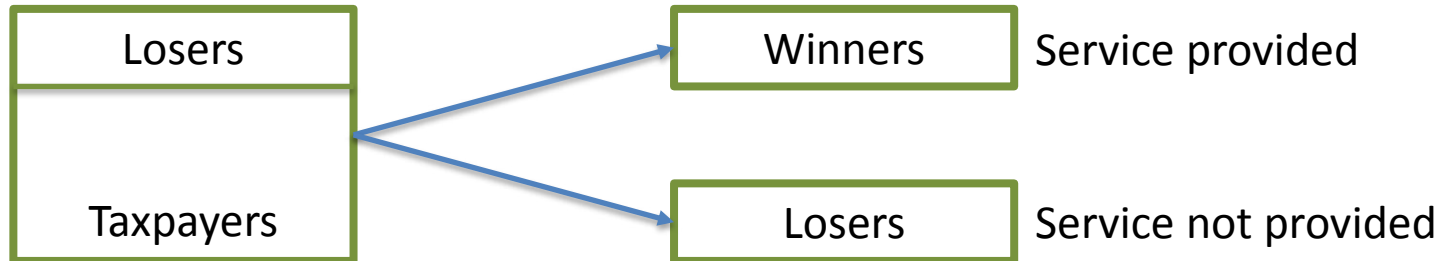 Losers
Winners
Service provided
Taxpayers
Losers
Service not provided